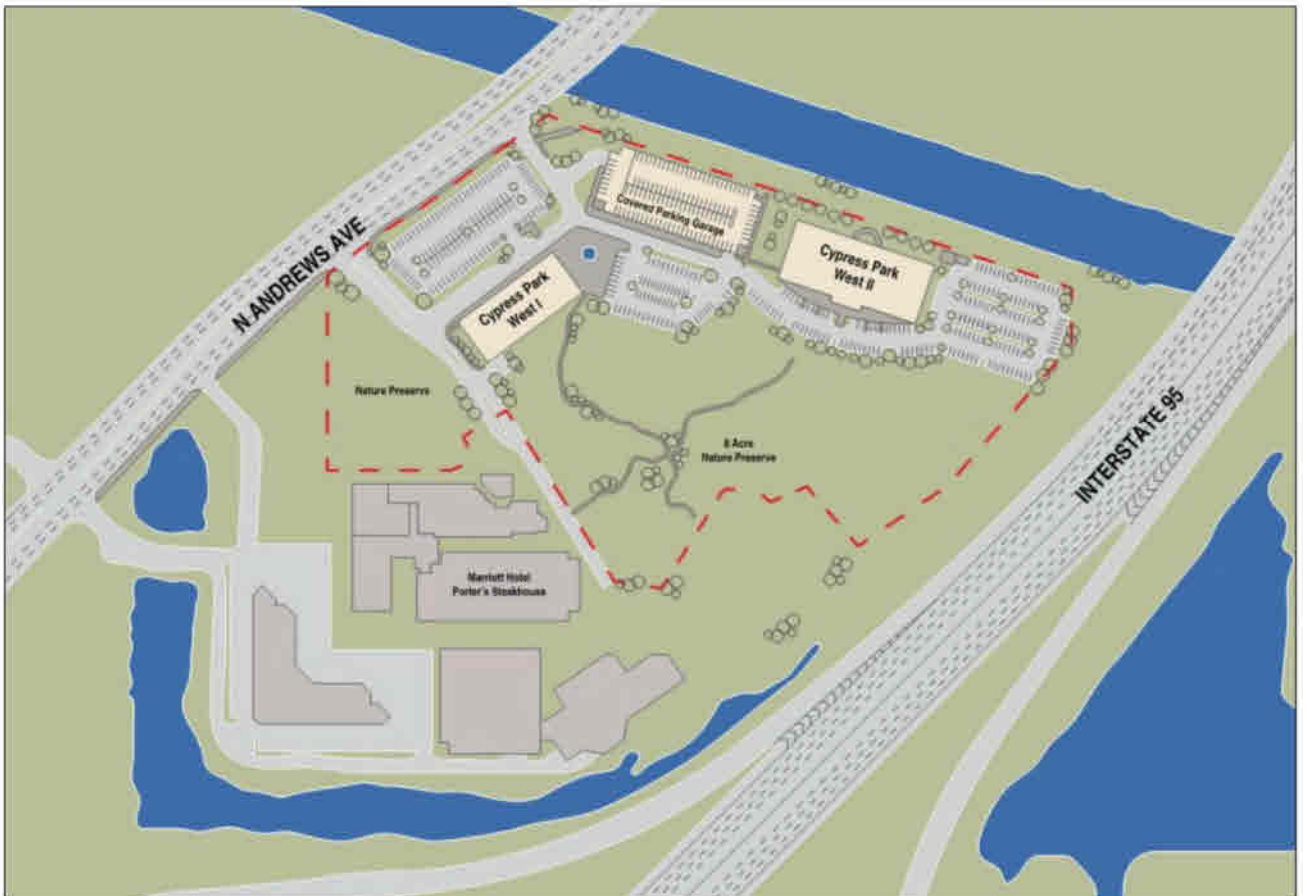 N ANDREWS AVE
Covered Parking Garage
Cypress Park
West II
Cypress Park
West I
Nature Preserve
8 Acre
Nature Preserve
INTERSTATE 95
Marriott Hotel
Porter's Steakhouse